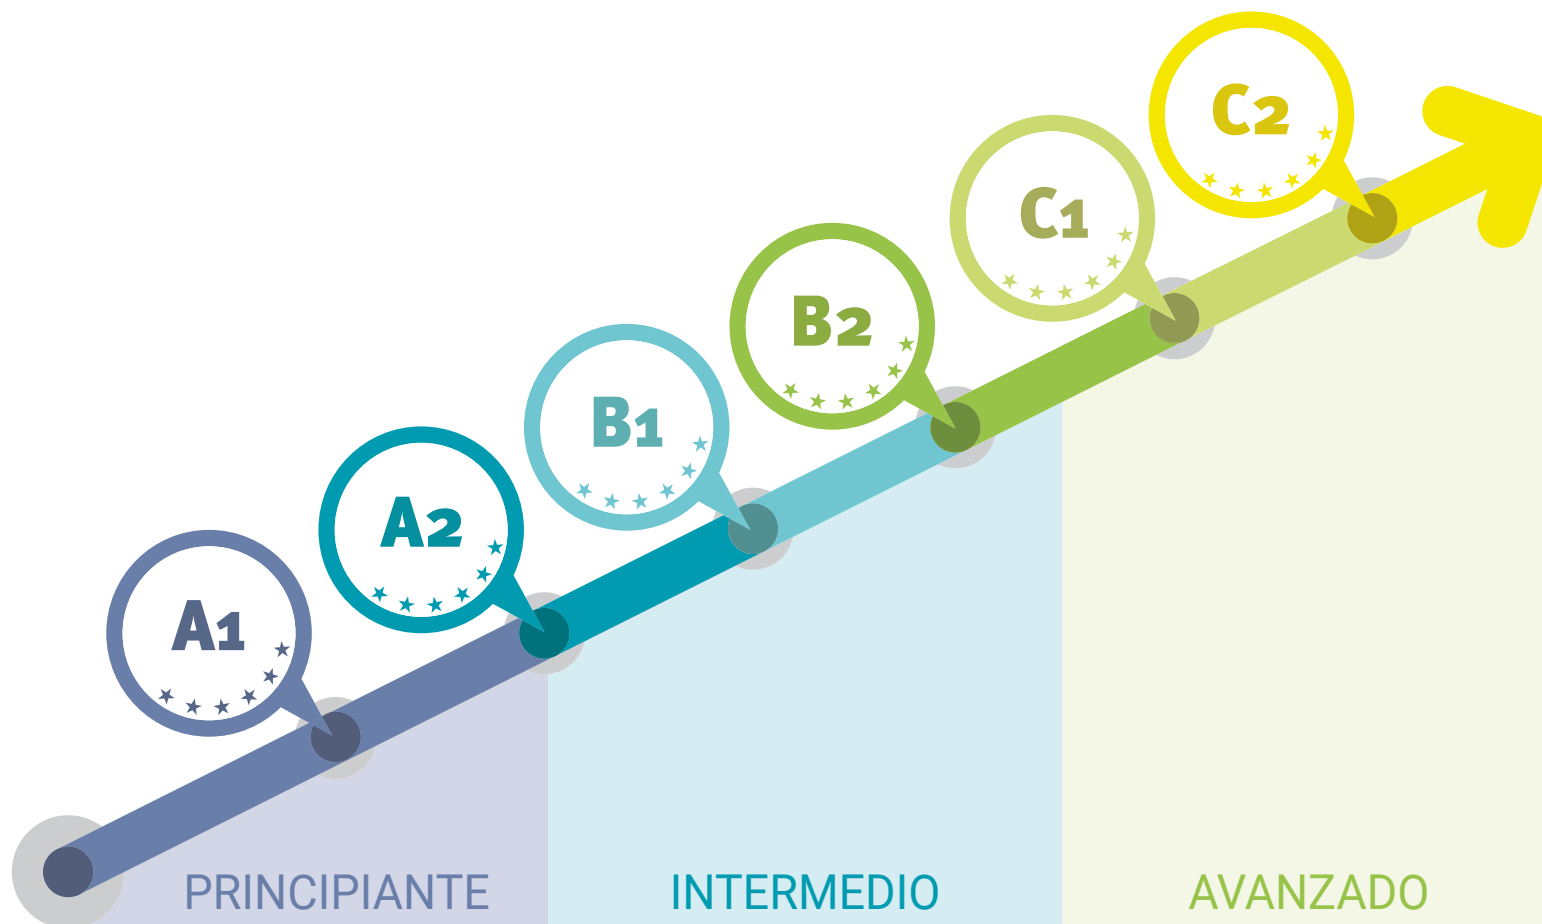 C2
C1
B2
B1
A2
A1
PRINCIPIANTE
INTERMEDIO
AVANZADO